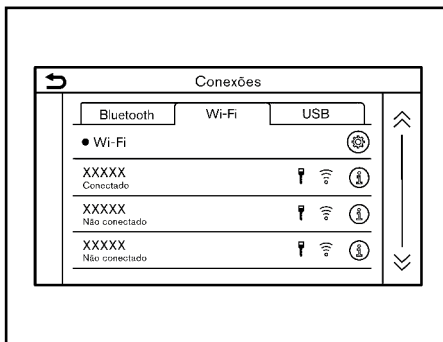 Conexões
Bluetooth Wi-Fi USB
Wi-Fi
XXXXX
Conectado
XXXXX
Não conectado
XXXXX
Não conectado